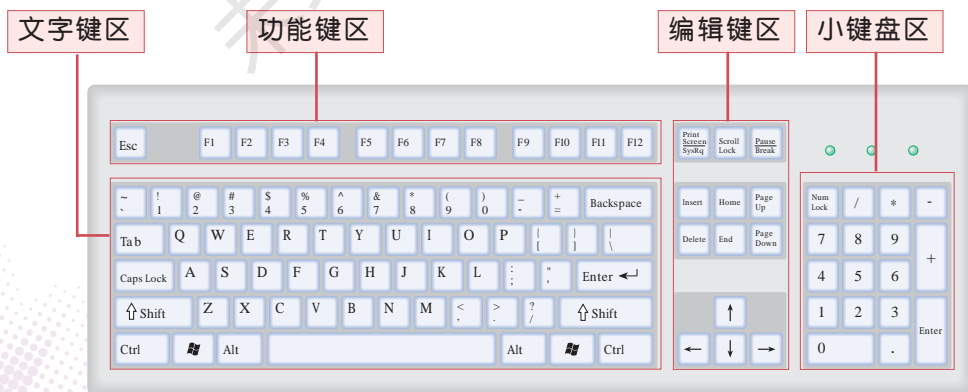 文字键区 功能键区 编辑键区 小键盘区
Esc F1 F2 F3 F4 F5 F6 F7 F8 F9 F10 F11 F12
Print Screen SysRq Scroll Lock Pause Break
~ ` ! 1 @ 2 # 3 $ 4 % 5 ^ 6 & 7 * 8 ( 9 ) 0 _ - + = Backspace
Insert Home Page Up
Num Lock / * -
Tab Q W E R T Y U I O P [ ] | \
Delete End Page Down
7 8 9 +
Caps Lock A S D F G H J K L : ; " ' Enter ↵
4 5 6
⇧ Shift Z X C V B N M < , > . ? / ⇧ Shift
↑
1 2 3 Enter
Ctrl Alt Alt Ctrl
← ↓ →
0 .